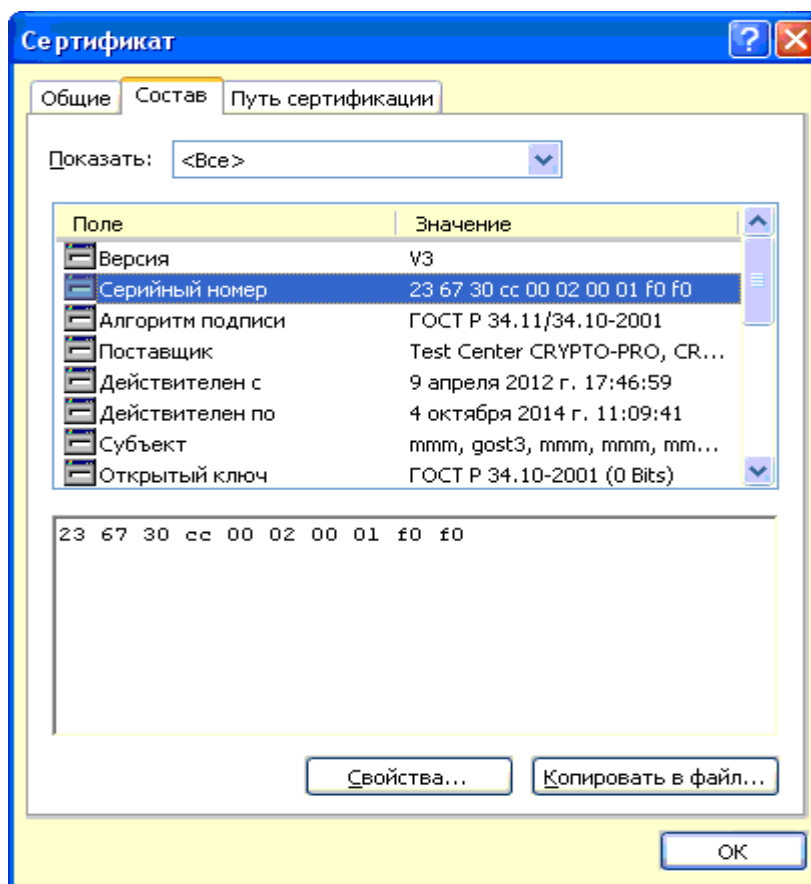 Сертификат
Общие Состав Путь сертификации
Показать: <Все>
Поле Значение
Версия V3
Серийный номер 23 67 30 cc 00 02 00 01 f0 f0
Алгоритм подписи ГОСТ Р 34.11/34.10-2001
Поставщик Test Center CRYPTO-PRO, CR...
Действителен с 9 апреля 2012 г. 17:46:59
Действителен по 4 октября 2014 г. 11:09:41
Субъект mmm, gost3, mmm, mmm, mm...
Открытый ключ ГОСТ Р 34.10-2001 (0 Bits)
23 67 30 cc 00 02 00 01 f0 f0
Свойства... Копировать в файл...
ОК